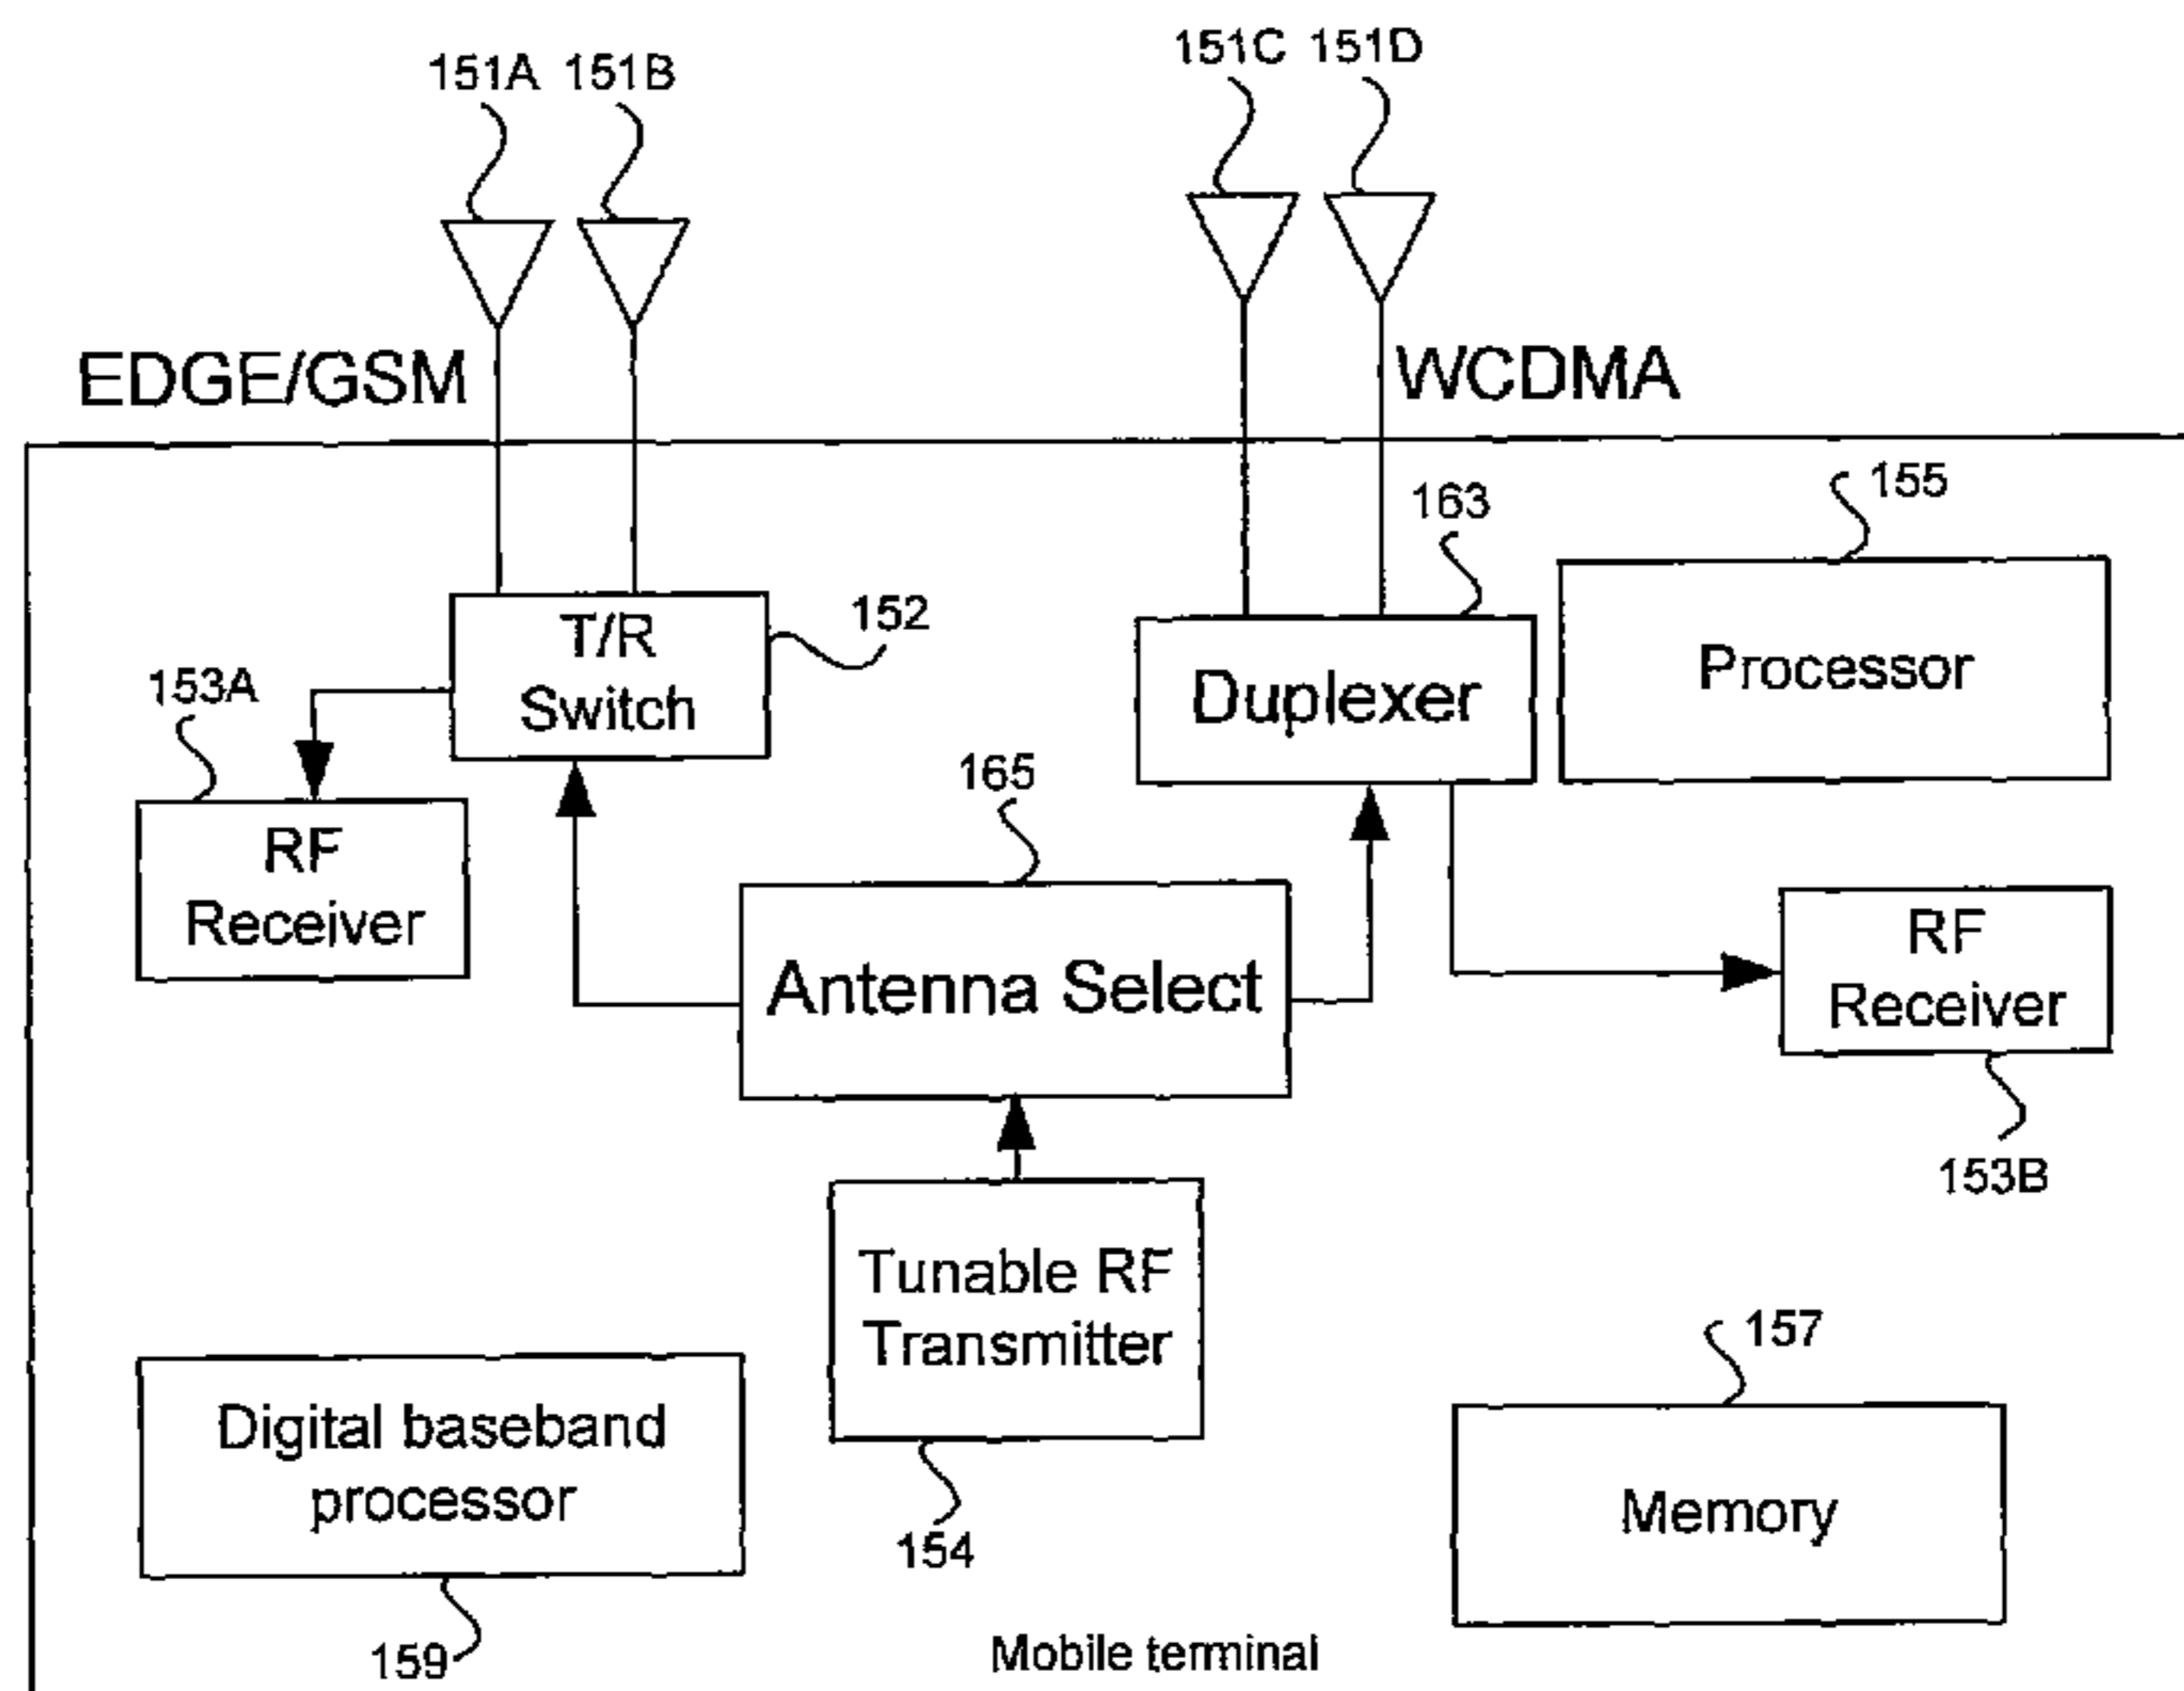 151A 151B
151C 151D
EDGE/GSM
WCDMA
163
155
T/R
Switch
152
Duplexer
Processor
153A
165
RF
Receiver
Antenna Select
RF
Receiver
153B
Tunable RF
Transmitter
157
Digital baseband
processor
154
Memory
159
Mobile terminal